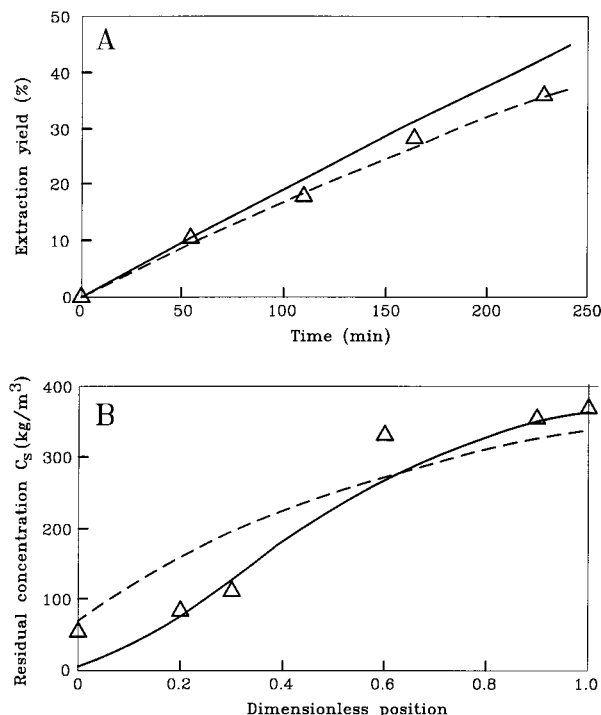 A
50
40
30
20
10
0
Extraction yield (%)
0 50 100 150 200 250
Time (min)
B
400
300
200
100
0
Residual concentration C_s (kg/m³)
0 0.2 0.4 0.6 0.8 1.0
Dimensionless position